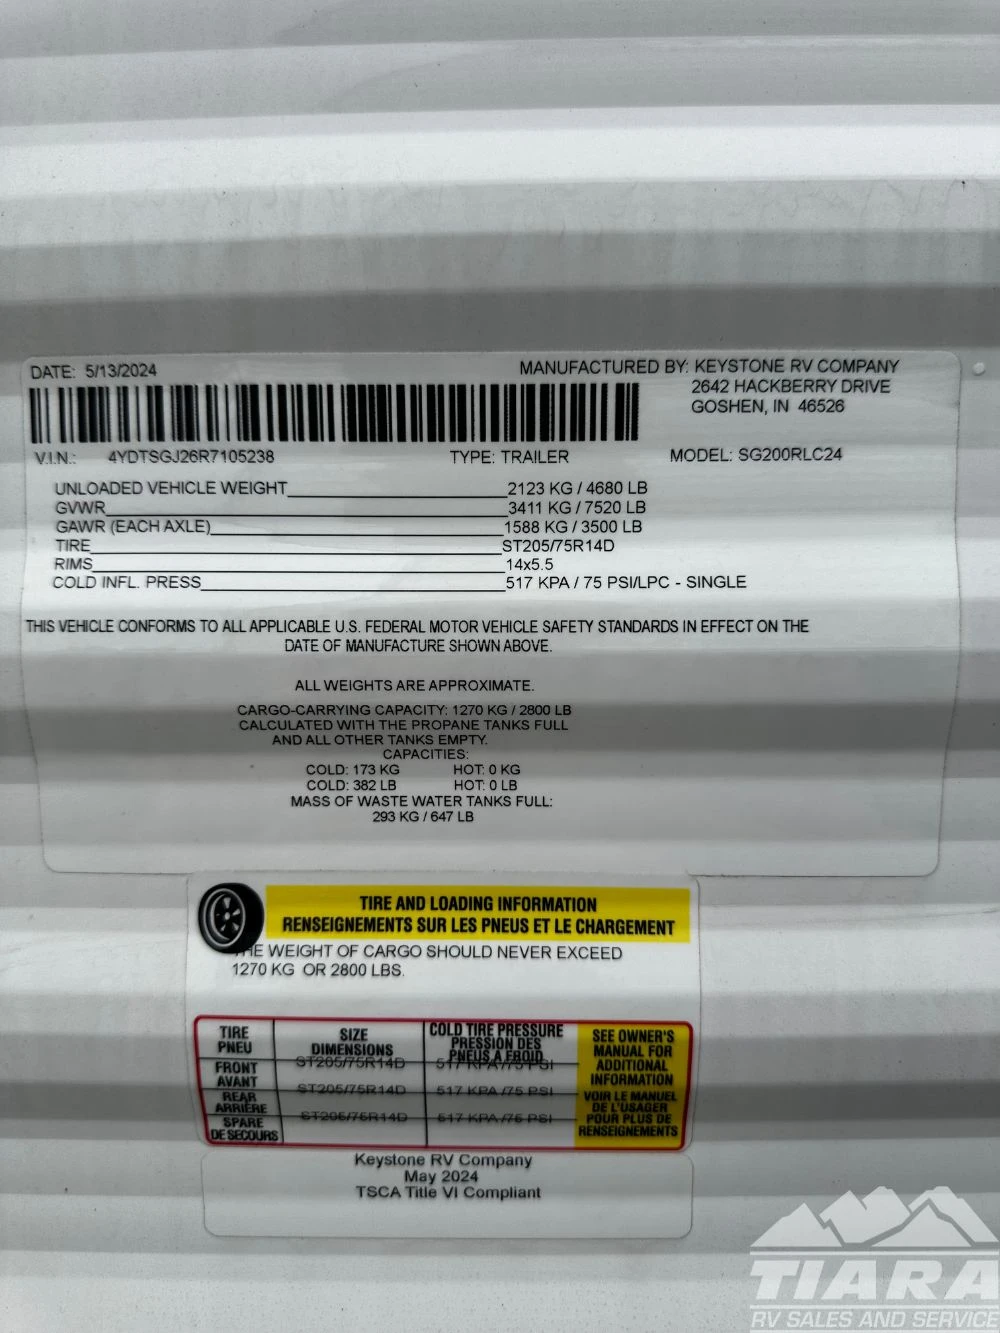 DATE: 5/13/2024
MANUFACTURED BY: KEYSTONE RV COMPANY
2642 HACKBERRY DRIVE
GOSHEN, IN 46526
V.I.N.: 4YDTSGJ26R7105238 TYPE: TRAILER MODEL: SG200RLC24
UNLOADED VEHICLE WEIGHT 2123 KG / 4680 LB
GVWR 3411 KG / 7520 LB
GAWR (EACH AXLE) 1588 KG / 3500 LB
TIRE ST205/75R14D
RIMS 14x5.5
COLD INFL. PRESS 517 KPA / 75 PSI/LPC - SINGLE
THIS VEHICLE CONFORMS TO ALL APPLICABLE U.S. FEDERAL MOTOR VEHICLE SAFETY STANDARDS IN EFFECT ON THE
DATE OF MANUFACTURE SHOWN ABOVE.
ALL WEIGHTS ARE APPROXIMATE.
CARGO-CARRYING CAPACITY: 1270 KG / 2800 LB
CALCULATED WITH THE PROPANE TANKS FULL
AND ALL OTHER TANKS EMPTY.
CAPACITIES:
COLD: 173 KG HOT: 0 KG
COLD: 382 LB HOT: 0 LB
MASS OF WASTE WATER TANKS FULL:
293 KG / 647 LB
TIRE AND LOADING INFORMATION
RENSEIGNEMENTS SUR LES PNEUS ET LE CHARGEMENT
THE WEIGHT OF CARGO SHOULD NEVER EXCEED
1270 KG OR 2800 LBS.
TIRE
PNEU
SIZE
DIMENSIONS
COLD TIRE PRESSURE
PRESSION DES
PNEUS A FROID
FRONT
AVANT
ST205/75R14D
517 KPA /75 PSI
REAR
ARRIÈRE
ST205/75R14D
517 KPA /75 PSI
SPARE
DE SECOURS
ST205/75R14D
517 KPA /75 PSI
SEE OWNER'S
MANUAL FOR
ADDITIONAL
INFORMATION
VOIR LE MANUEL
DE L'USAGER
POUR PLUS DE
RENSEIGNEMENTS
Keystone RV Company
May 2024
TSCA Title VI Compliant
TIARA
RV SALES AND SERVICE